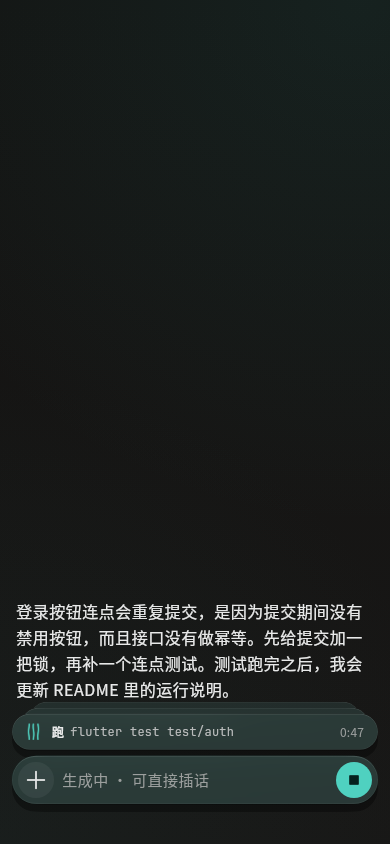 登录按钮连点会重复提交，是因为提交期间没有
禁用按钮，而且接口没有做幂等。先给提交加一
把锁，再补一个连点测试。测试跑完之后，我会
更新 README 里的运行说明。
跑 flutter test test/auth 0:47
生成中 · 可直接插话